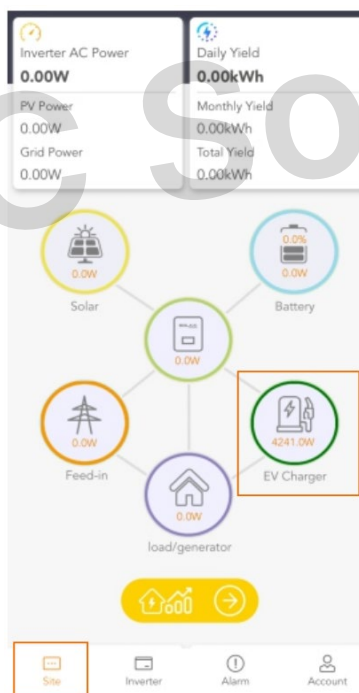 Inverter AC Power
0.00W
PV Power
0.00W
Grid Power
0.00W
Daily Yield
0.00kWh
Monthly Yield
0.00kWh
Total Yield
0.00kWh
C So
0.0W
Solar
0.0%
0.0W
Battery
0.0W
0.0W
Feed-in
4241.0W
EV Charger
0.0W
load/generator
Site
Inverter
Alarm
Account